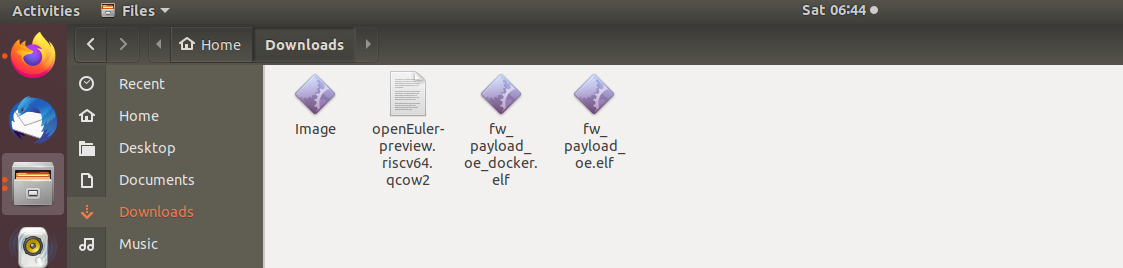 Activities Files Sat 06:44
Home Downloads
Recent
Home
Desktop
Documents
Downloads
Music
Image
openEuler-
preview.
riscv64.
qcow2
fw_
payload_
oe_docker.
elf
fw_
payload_
oe.elf